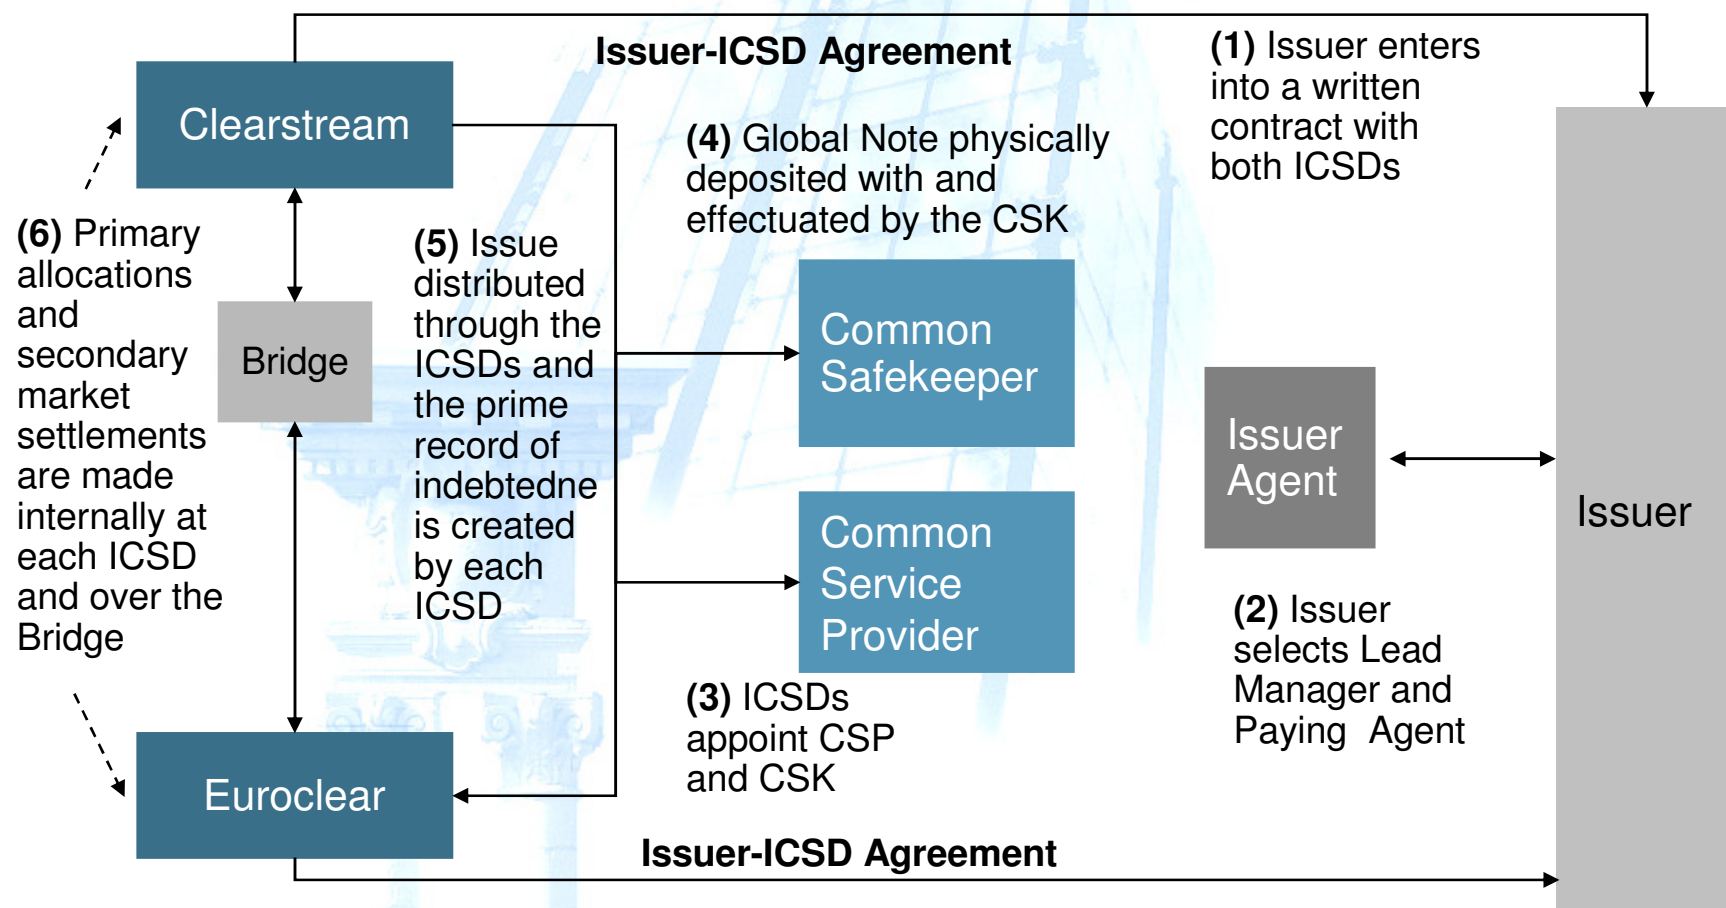 Issuer-ICSD Agreement
(1) Issuer enters
into a written
contract with
both ICSDs
Clearstream
(4) Global Note physically
deposited with and
effectuated by the CSK
(6) Primary
allocations
and
secondary
market
settlements
are made
internally at
each ICSD
and over the
Bridge
(5) Issue
distributed
through the
ICSDs and
the prime
record of
indebtedne
is created
by each
ICSD
Bridge
Common
Safekeeper
Issuer
Agent
Issuer
Common
Service
Provider
(2) Issuer
selects Lead
Manager and
Paying  Agent
(3) ICSDs
appoint CSP
and CSK
Euroclear
Issuer-ICSD Agreement